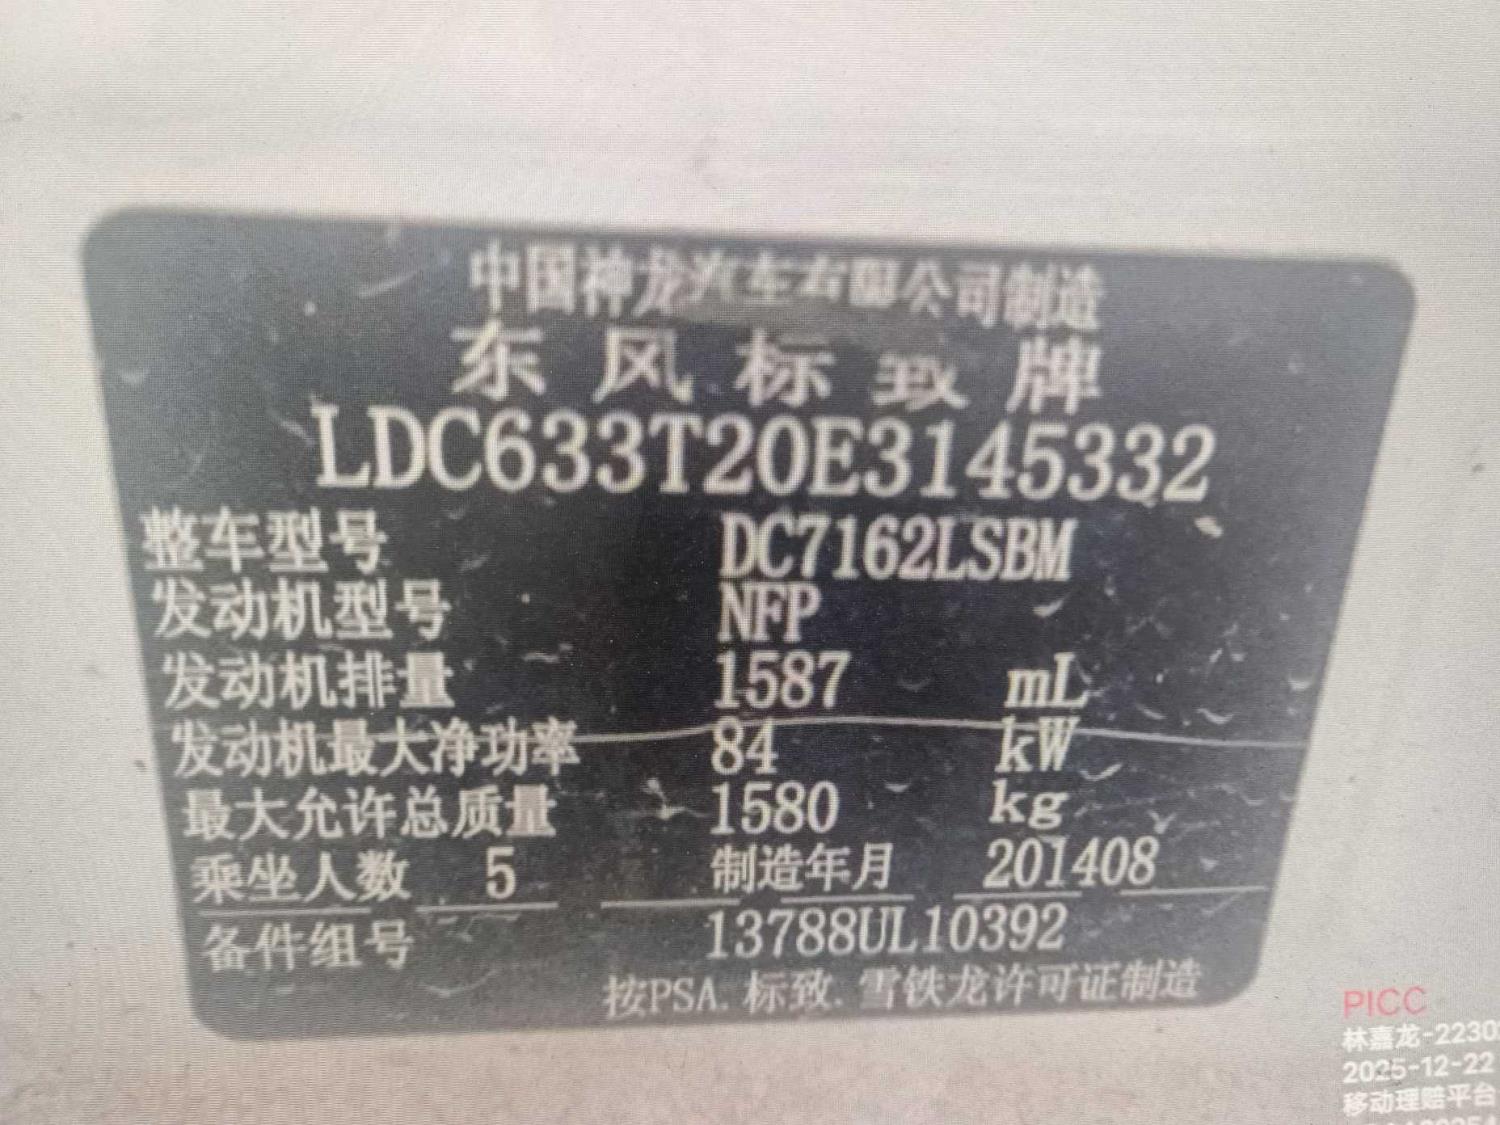 中国神龙汽车有限公司制造
东风标致牌
LDC633T20E3145332
整车型号 DC7162LSBM
发动机型号 NFP
发动机排量 1587 mL
发动机最大净功率 84 kW
最大允许总质量 1580 kg
乘坐人数 5 制造年月 201408
备件组号 13788UL10392
按PSA.标致.雪铁龙许可证制造
PICC
林嘉龙-2230
2025-12-22
移动理赔平台